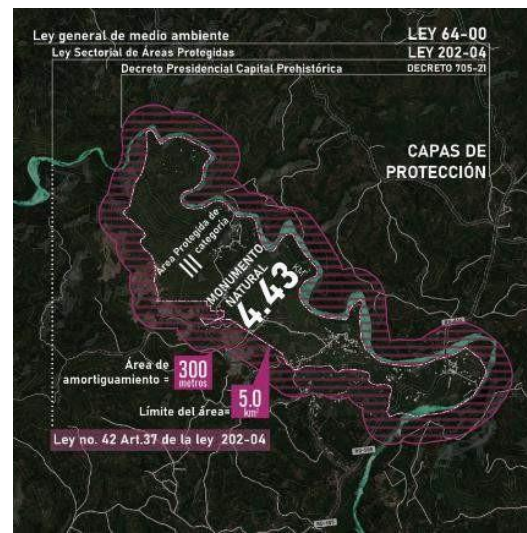 Ley general de medio ambiente
LEY 64-00
Ley Sectorial de Áreas Protegidas
LEY 202-04
Decreto Presidencial Capital Prehistórica
DECRETO 705-21
CAPAS DE
PROTECCIÓN
Área Protegida de
categoría
III
MONUMENTO
NATURAL
4.43
Km²
Área de
amortiguamiento =
300
metros
Límite del área=
5.0
km²
Ley no. 42 Art.37 de la ley 202-04